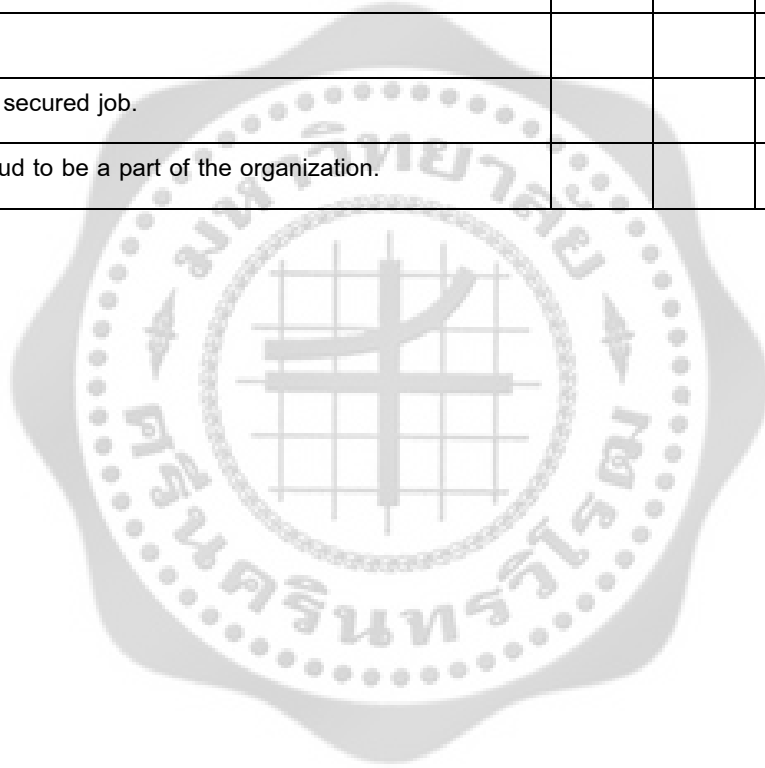 secured job.
ud to be a part of the organization.
มหาวิทยาลัย
ศรีนครินทรวิโรฒ